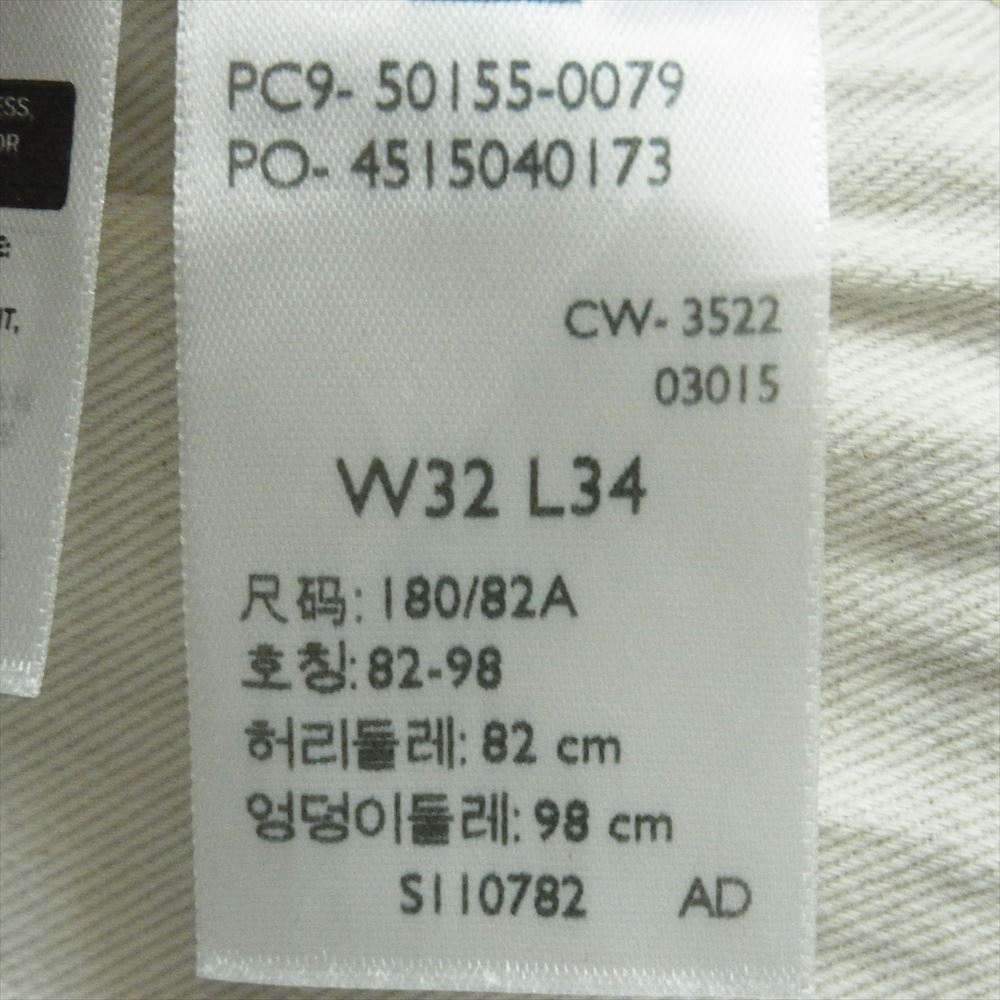 PC9- 50155-0079
PO- 4515040173
CW- 3522
03015
W32 L34
尺码: 180/82A
호칭: 82-98
허리둘레: 82 cm
엉덩이둘레: 98 cm
S110782 AD